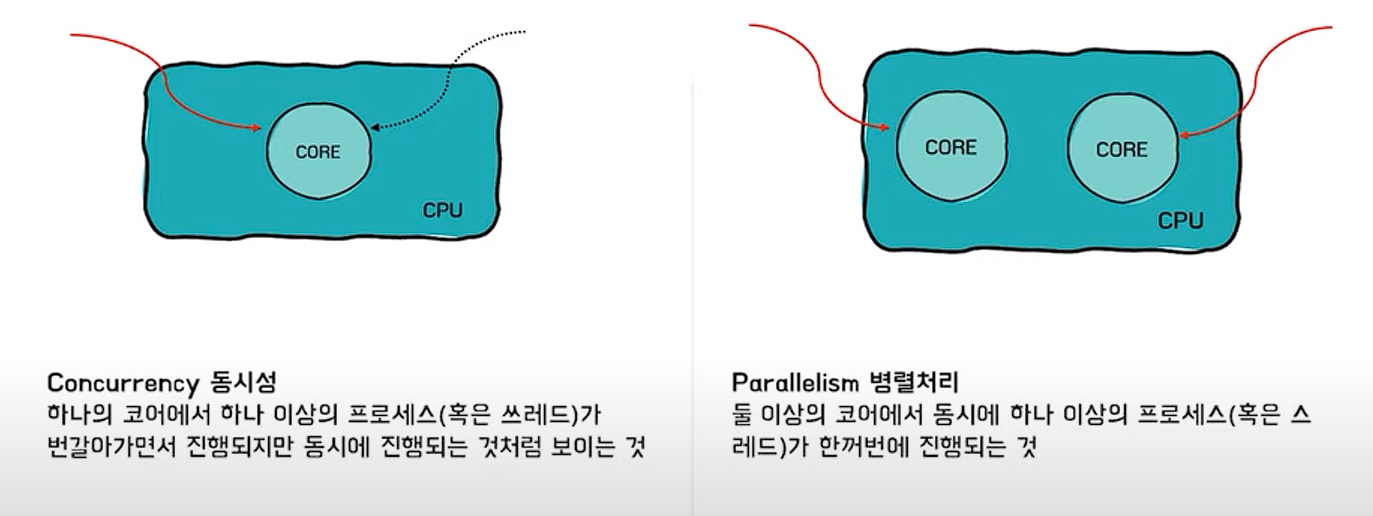 CORE
CPU
CORE
CORE
CPU
Concurrency 동시성
하나의 코어에서 하나 이상의 프로세스(혹은 쓰레드)가
번갈아가면서 진행되지만 동시에 진행되는 것처럼 보이는 것
Parallelism 병렬처리
둘 이상의 코어에서 동시에 하나 이상의 프로세스(혹은 스
레드)가 한꺼번에 진행되는 것